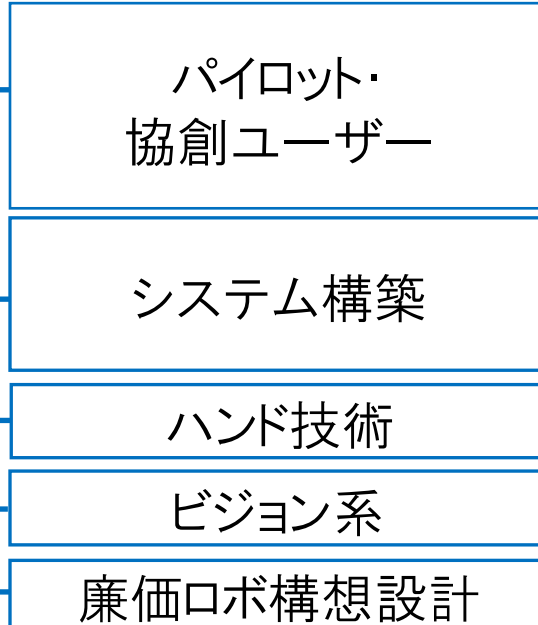 パイロット・
協創ユーザー
システム構築
ハンド技術
ビジョン系
廉価ロボ構想設計